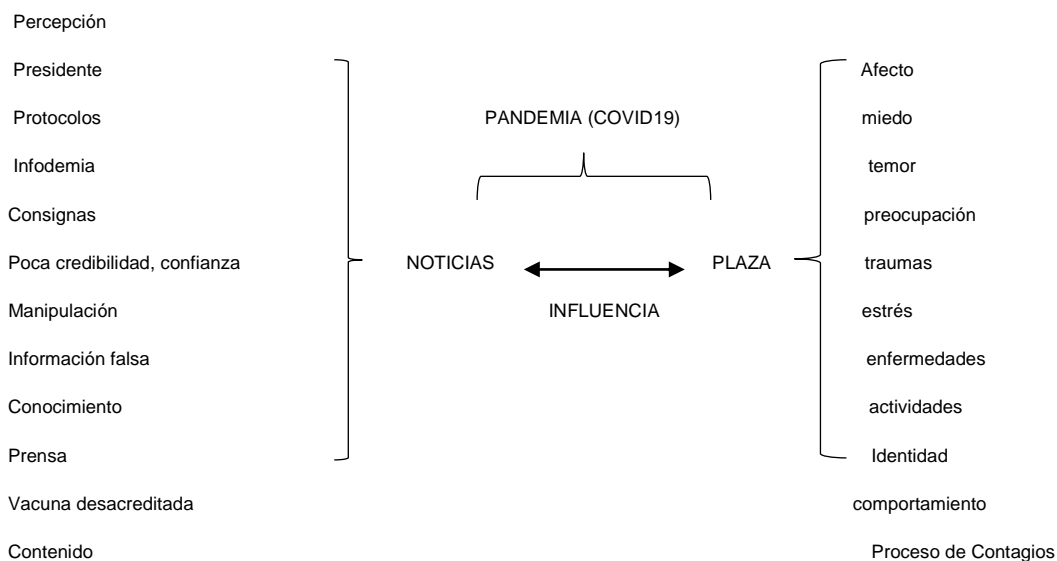 Percepción
Presidente Afecto
Protocolos PANDEMIA (COVID19) miedo
Infodemia temor
Consignas preocupación
Poca credibilidad, confianza NOTICIAS PLAZA traumas
Manipulación INFLUENCIA estrés
Información falsa enfermedades
Conocimiento actividades
Prensa Identidad
Vacuna desacreditada comportamiento
Contenido Proceso de Contagios